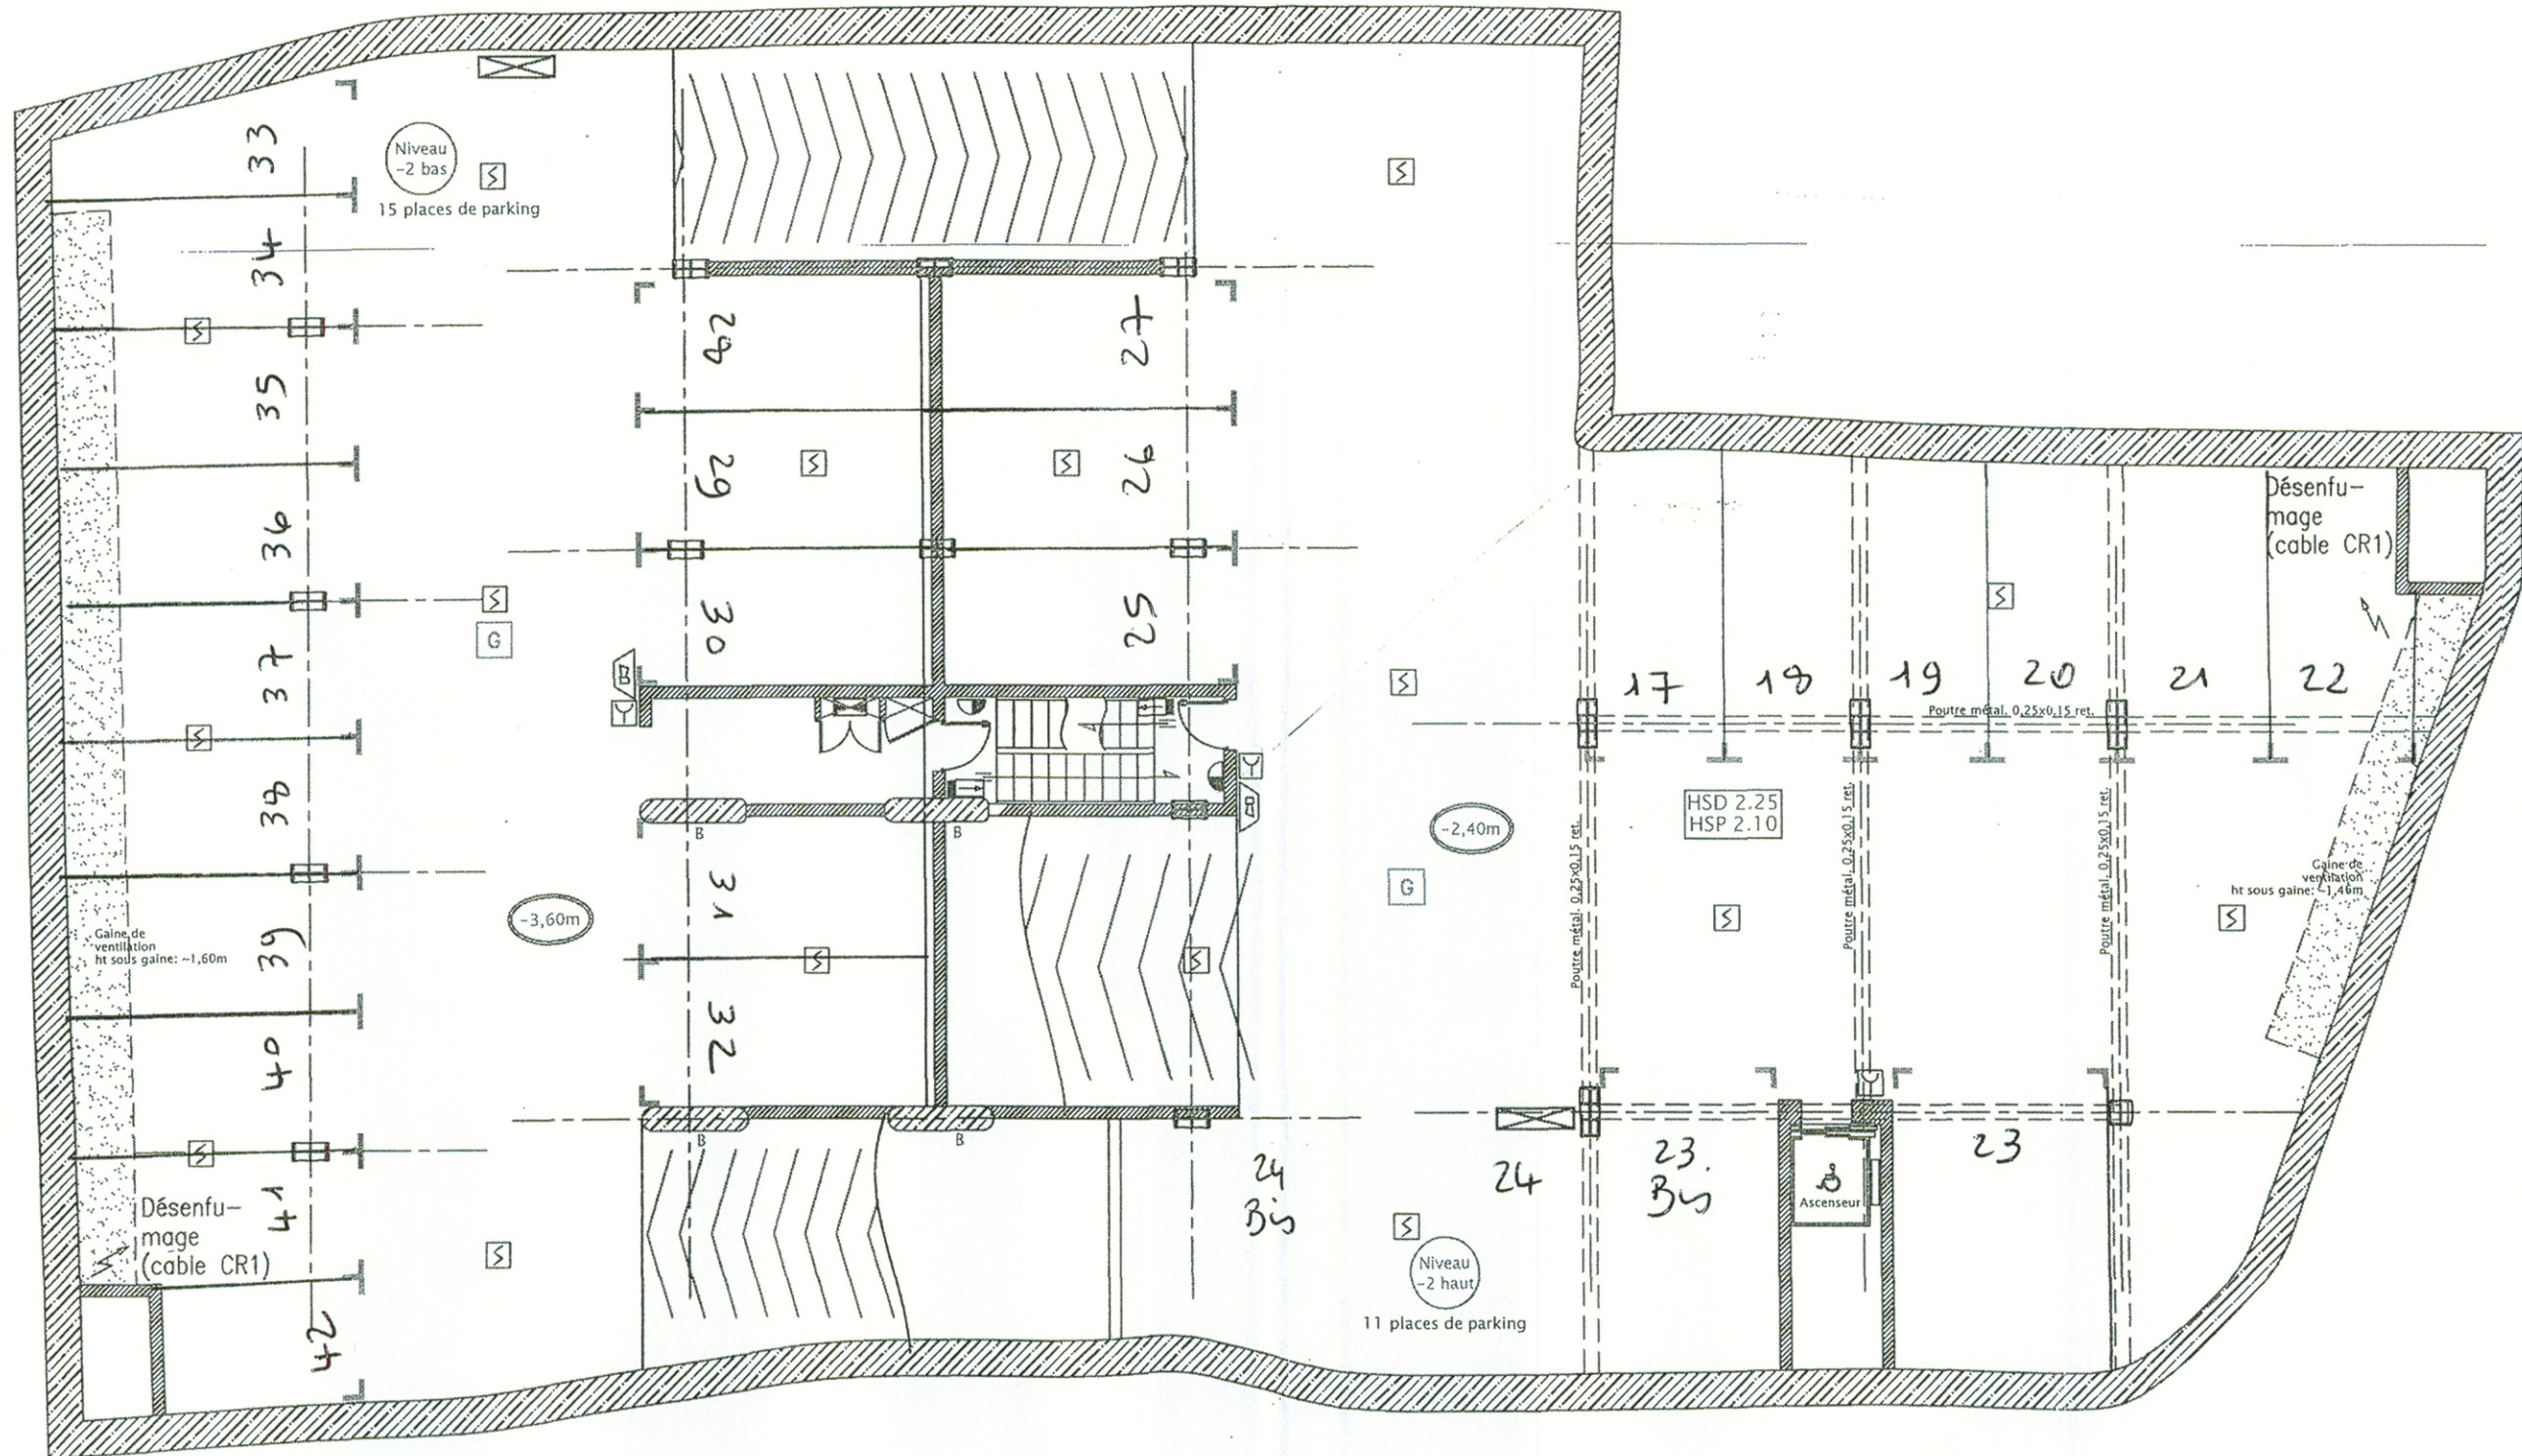 33
34
35
36
37
38
39
40
41
42
Niveau
-2 bas
15 places de parking
G
Gaine de
ventilation
ht sous gaine: ~1,60m
Désenfu-
mage
(cable CR1)
-3,60m
28
29
30
31
32
27
26
25
B
B
B
B
24
Bis
G
-2,40m
Niveau
-2 haut
11 places de parking
17
18
19
20
21
22
Poutre métal. 0,25x0,15 ret.
Poutre métal. 0,25x0,15 ret.
Poutre métal. 0,25x0,15 ret.
Poutre métal. 0,25x0,15 ret.
HSD 2.25
HSP 2.10
Désenfu-
mage
(cable CR1)
Gaine de
ventilation
ht sous gaine: ~1,46m
24
23.
Bis
Ascenseur
23